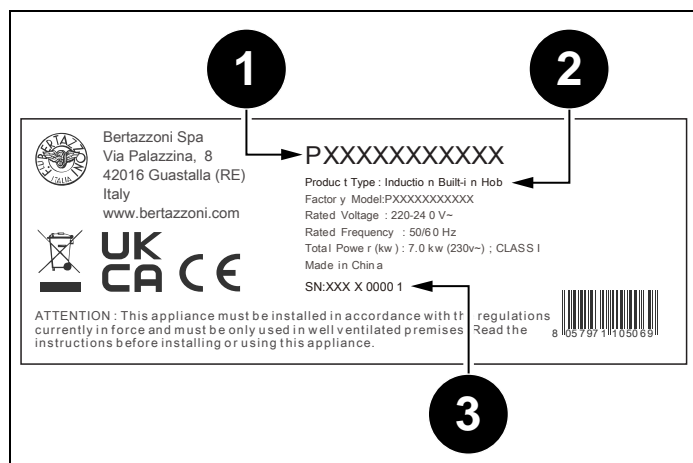 1
2
BERTAZZONI
ITALIA
Bertazzoni Spa
Via Palazzina, 8
42016 Guastalla (RE)
Italy
www.bertazzoni.com
UK
CA CE
PXXXXXXXXXXX
Product Type : Induction Built-in Hob
Factory Model:PXXXXXXXXXXX
Rated Voltage : 220-240 V~
Rated Frequency : 50/60 Hz
Total Power (kw) : 7.0 kw (230v~) ; CLASS I
Made in China
SN:XXX X 0000 1
ATTENTION : This appliance must be installed in accordance with the regulations
currently in force and must be only used in well ventilated premises. Read the
instructions before installing or using this appliance.
8 057971 105069
3